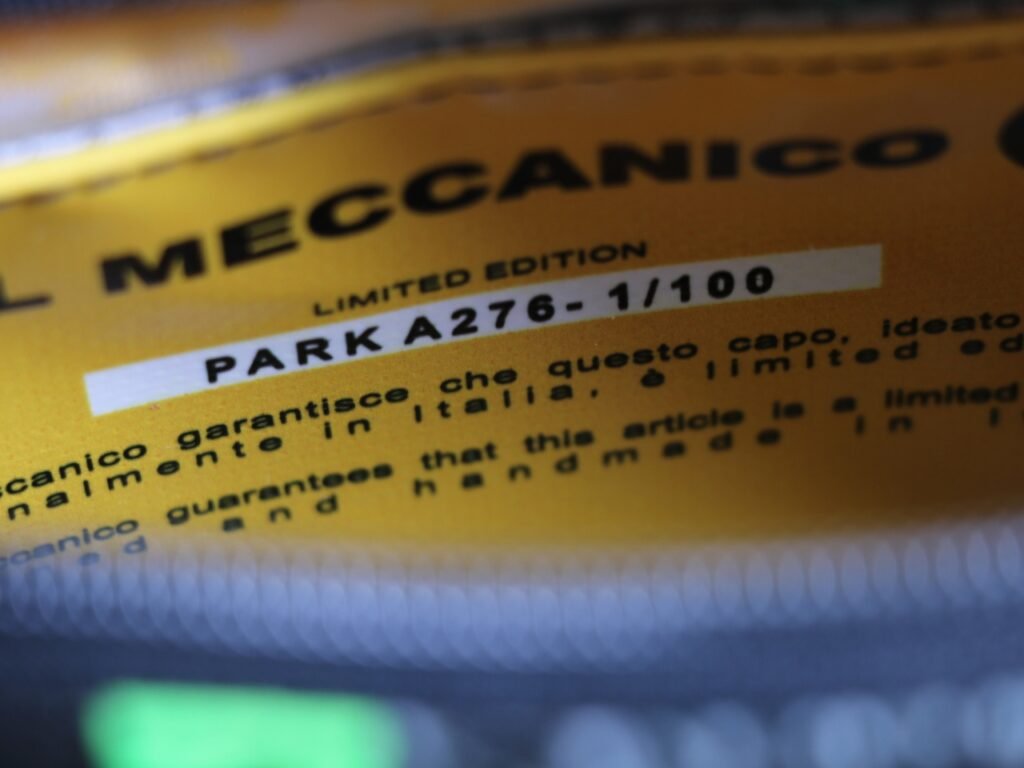 L MECCANICO
LIMITED EDITION
PARK A276- 1/100
ccanico garantisce che questo capo, ideato
nalmente in Italia, è limited ed
ccanico guarantees that this article is a limited
ed and handmade in I